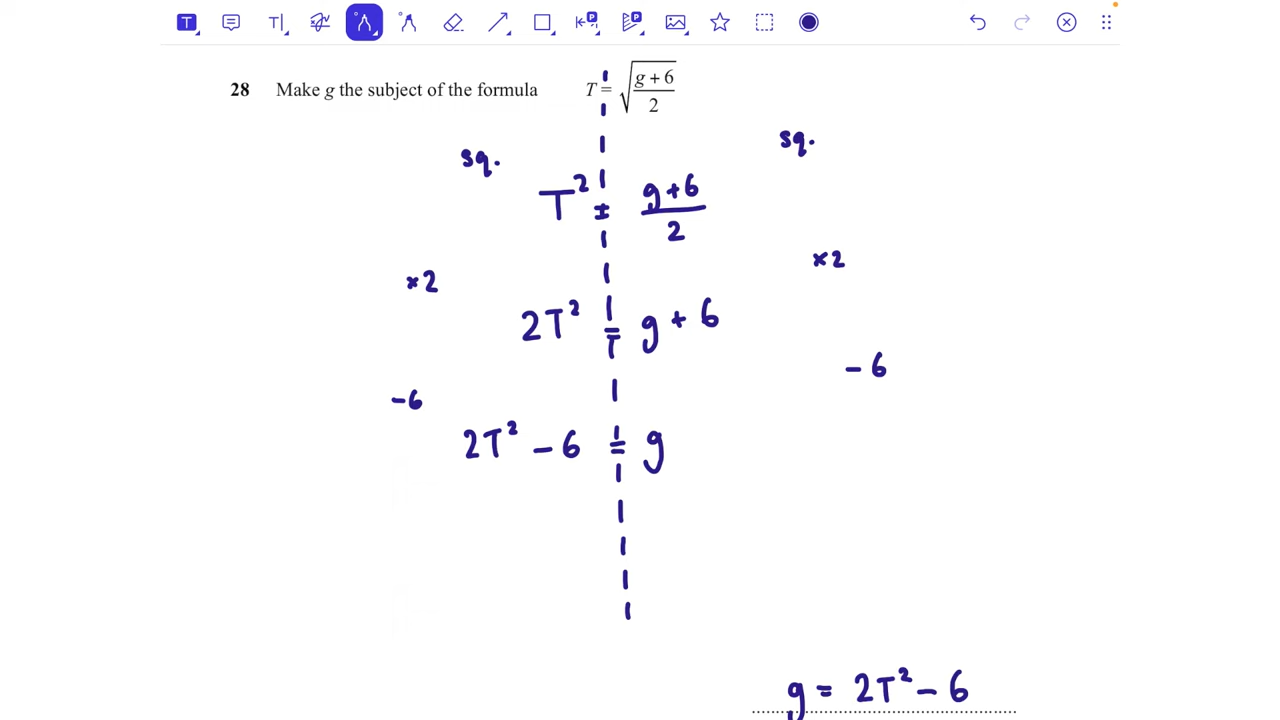 28 Make g the subject of the formula T = √((g + 6)/2)
sq. sq.
T² = (g+6)/2
×2 ×2
2T² = g + 6
-6 -6
2T² - 6 = g
g = 2T² - 6